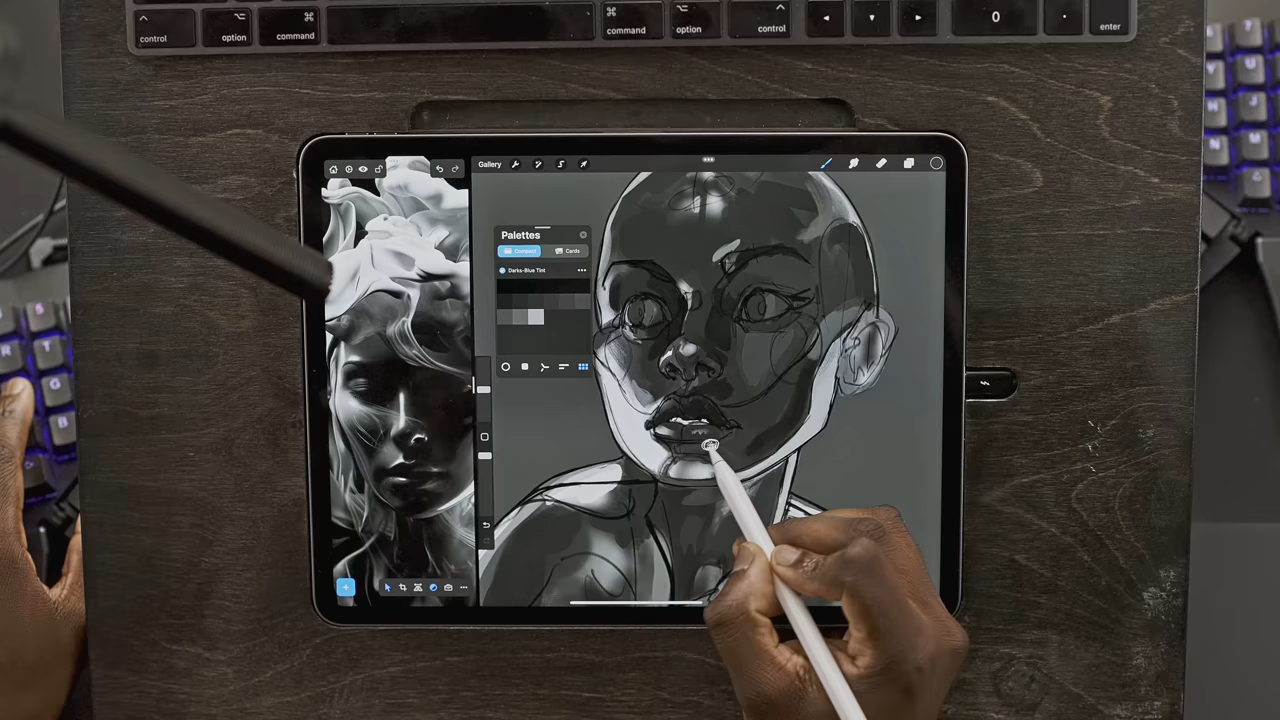 control
option
⌘
command
⌘
command
option
control
0
.
enter
Gallery
Palettes
Compact
Cards
Darks-Blue Tint
S
R
T
G
B
Y
U
H
J
N
M